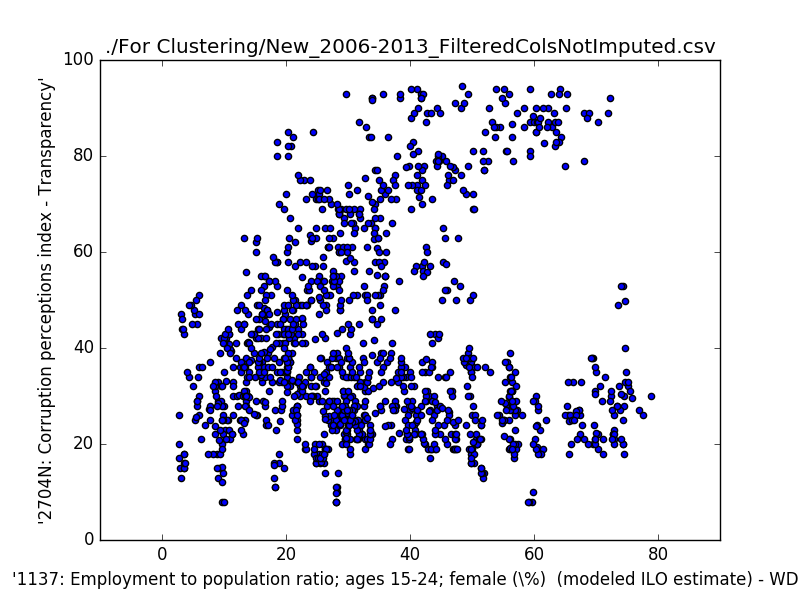 ./For Clustering/New_2006-2013_FilteredColsNotImputed.csv
100
80
60
40
20
0
'2704N: Corruption perceptions index - Transparency'
0 20 40 60 80
'1137: Employment to population ratio; ages 15-24; female (\%) (modeled ILO estimate) - WD